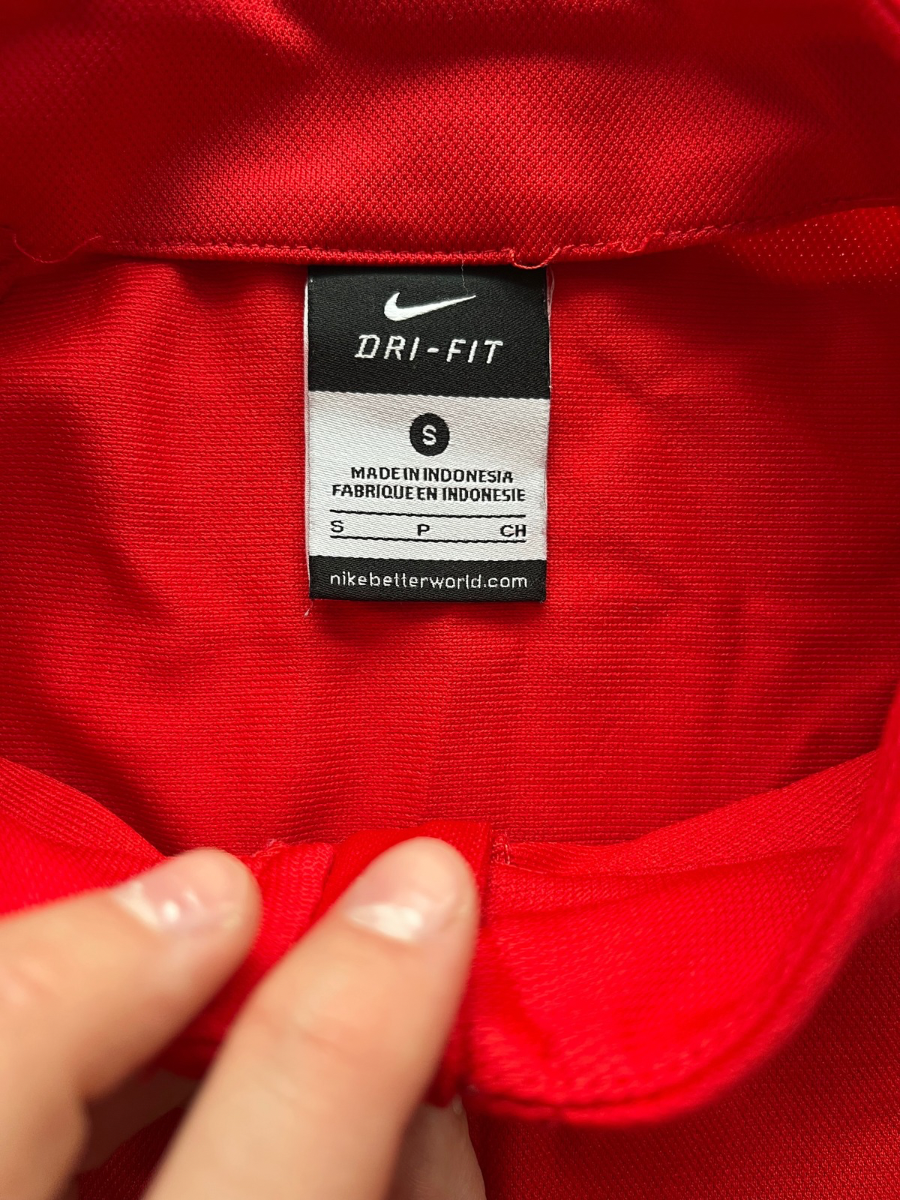 DRI-FIT
S
MADE IN INDONESIA
FABRIQUE EN INDONESIE
S P CH
nikebetterworld.com